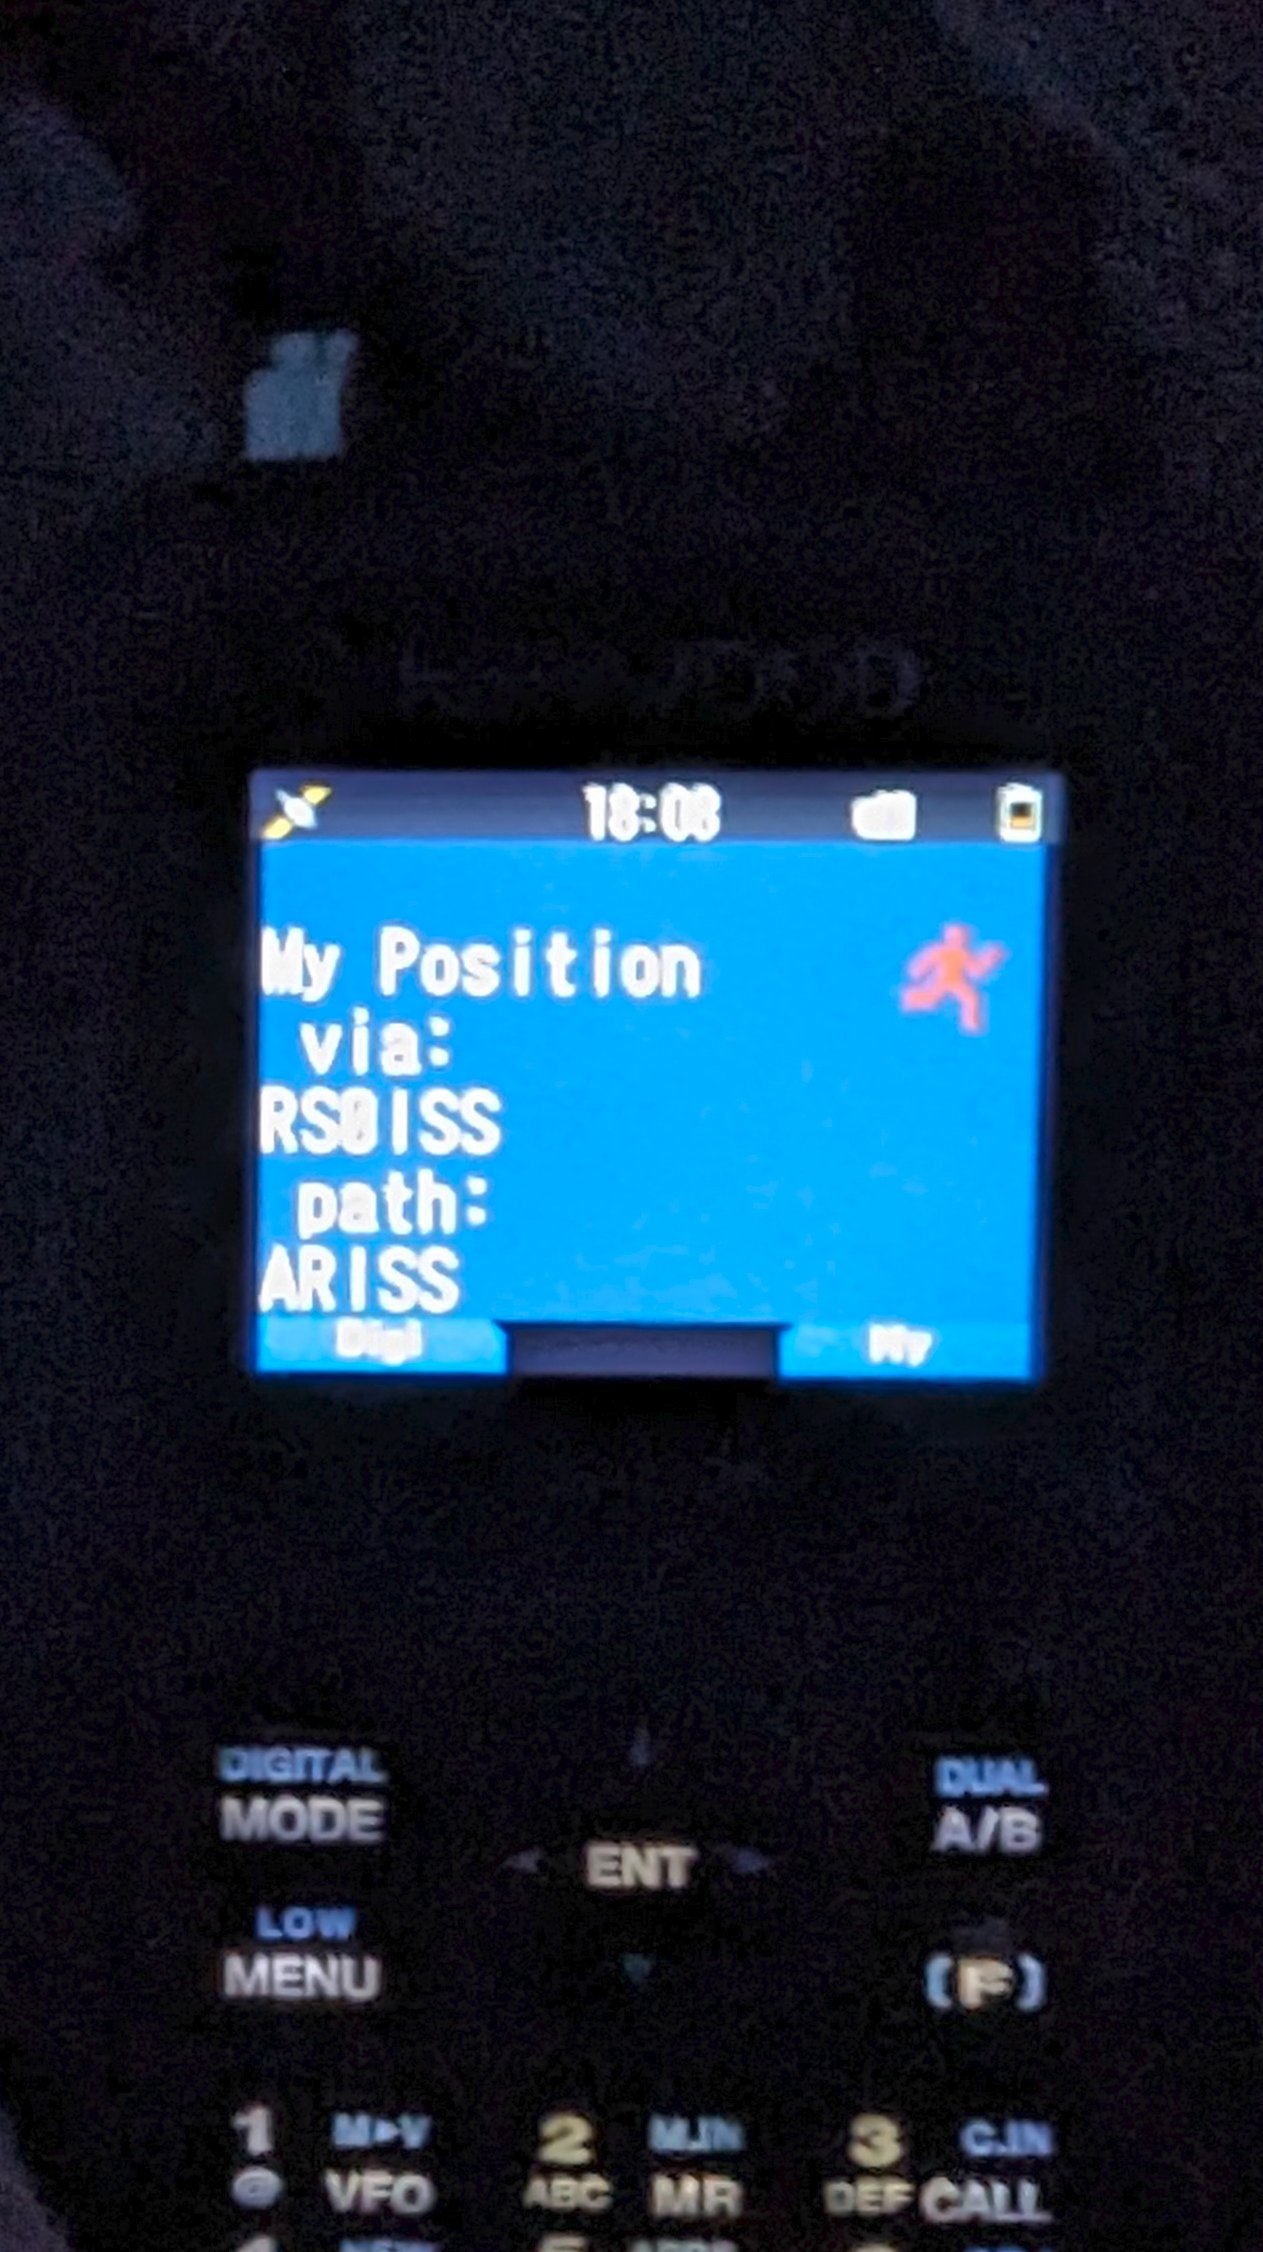 18:08
My Position
via:
RS0ISS
path:
ARISS
Digi My
DIGITAL DUAL
MODE A/B
ENT
LOW
MENU (F)
1 M►V 2 M.IN 3 C.IN
@ VFO ABC MR DEF CALL